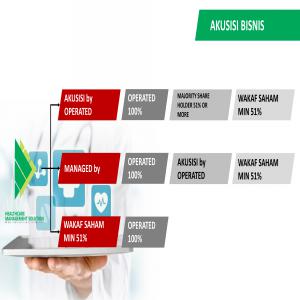 AKUSISI BISNIS
AKUSISI by
OPERATED
OPERATED
100%
MAJORITY SHARE
HOLDER 51% OR
MORE
WAKAF SAHAM
MIN 51%
MANAGED by
OPERATED
100%
AKUSISI by
OPERATED
WAKAF SAHAM
MIN 51%
HEALTHCARE
MANAGEMENT SOLUTION
WAKAF SAHAM
MIN 51%
OPERATED
100%